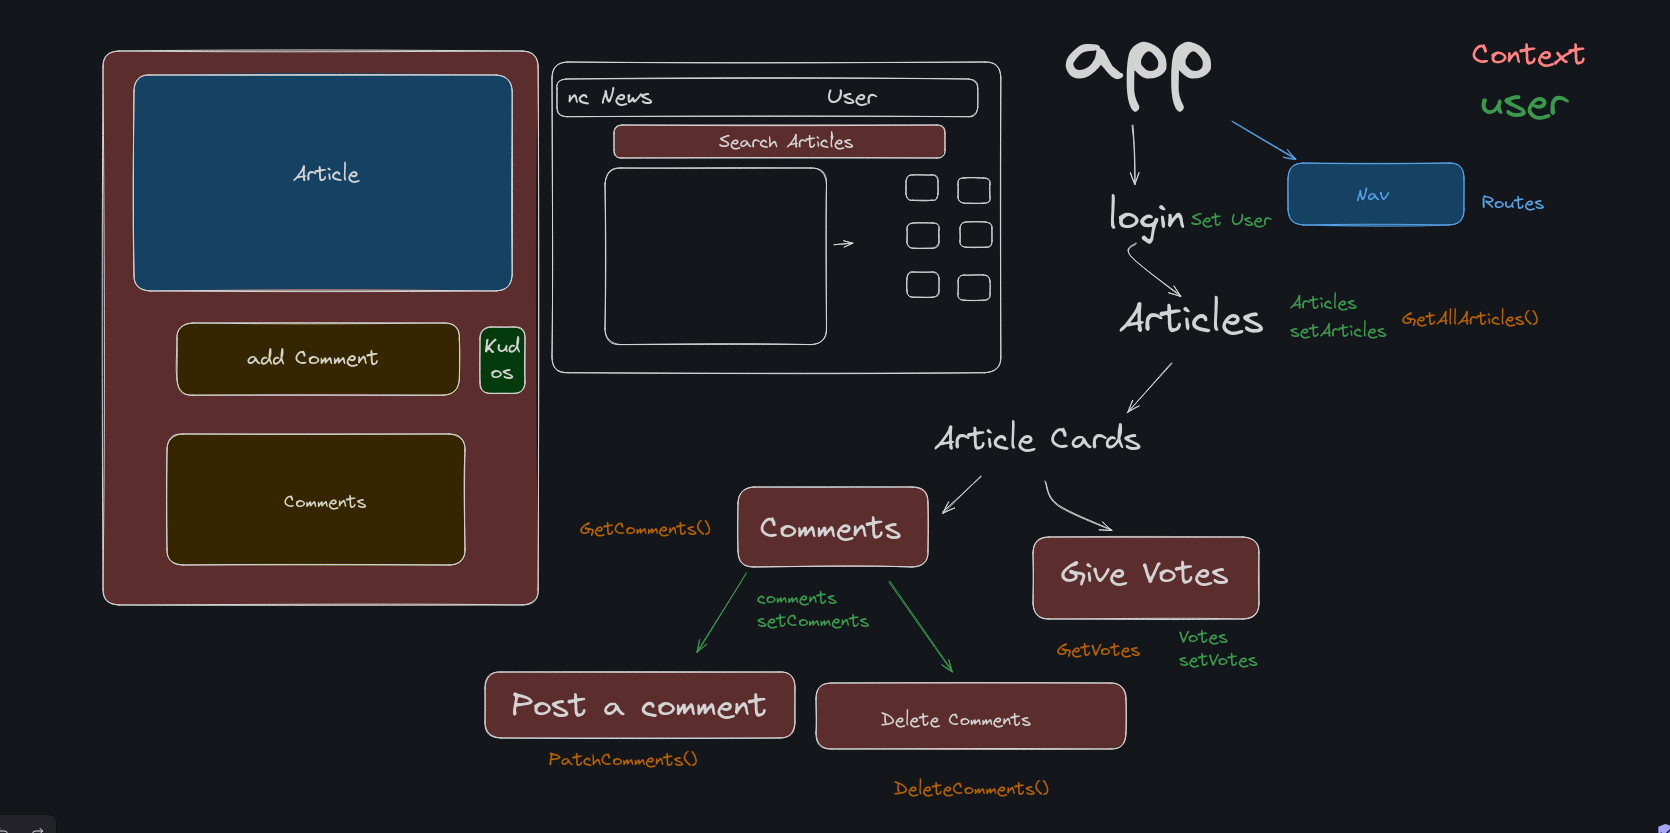 Article
add Comment
Kud
os
Comments
nc News
User
Search Articles
app
Context
user
Nav
Routes
login
Set User
Articles
Articles
setArticles
GetAllArticles()
Article Cards
GetComments()
Comments
Give Votes
comments
setComments
GetVotes
Votes
setVotes
Post a comment
Delete Comments
PatchComments()
DeleteComments()